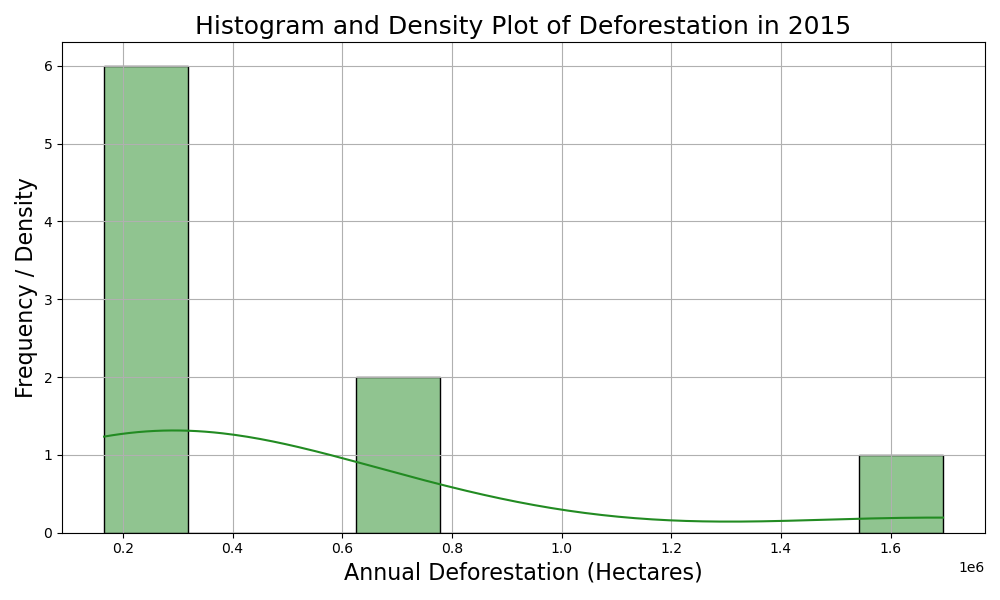 Histogram and Density Plot of Deforestation in 2015
Frequency / Density
6
5
4
3
2
1
0
0.2 0.4 0.6 0.8 1.0 1.2 1.4 1.6
1e6
Annual Deforestation (Hectares)